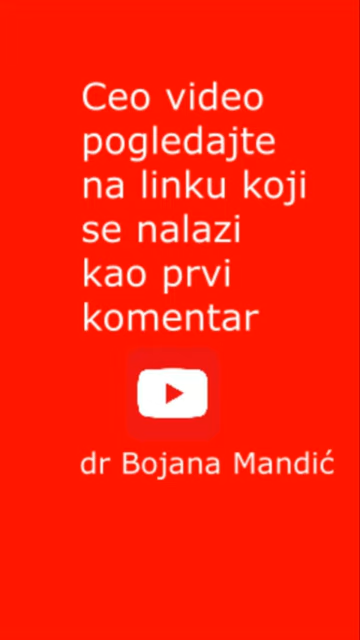 Ceo video
pogledajte
na linku koji
se nalazi
kao prvi
komentar
dr Bojana Mandić